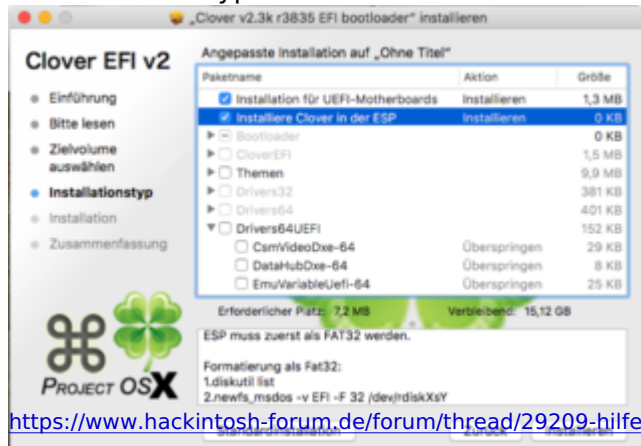 „Clover v2.3k r3835 EFI bootloader“ installieren
Clover EFI v2
Angepasste Installation auf „Ohne Titel“
Paketname Aktion Größe
Einführung
Bitte lesen
Zielvolume auswählen
Installationstyp
Installation
Zusammenfassung
Installation für UEFI-Motherboards Installieren 1,3 MB
Installiere Clover in der ESP Installieren 0 KB
Bootloader 0 KB
CloverEFI 1,5 MB
Themen 9,9 MB
Drivers32 381 KB
Drivers64 401 KB
Drivers64UEFI 152 KB
CsmVideoDxe-64 Überspringen 29 KB
DataHubDxe-64 Überspringen 8 KB
EmuVariableUefi-64 Überspringen 25 KB
Erforderlicher Platz: 7,2 MB Verbleibend: 15,12 GB
ESP muss zuerst als FAT32 werden.
Formatierung als Fat32:
1.diskutil list
2.newfs_msdos -v EFI -F 32 /dev/rdiskXsY
PROJECT OSX
https://www.hackintosh-forum.de/forum/thread/29209-hilfe
Standardinstallation Zurück Installieren